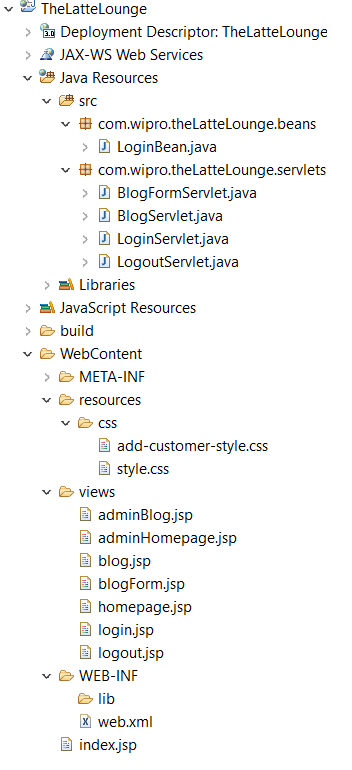 TheLatteLounge
Deployment Descriptor: TheLatteLounge
JAX-WS Web Services
Java Resources
src
com.wipro.theLatteLounge.beans
LoginBean.java
com.wipro.theLatteLounge.servlets
BlogFormServlet.java
BlogServlet.java
LoginServlet.java
LogoutServlet.java
Libraries
JavaScript Resources
build
WebContent
META-INF
resources
css
add-customer-style.css
style.css
views
adminBlog.jsp
adminHomepage.jsp
blog.jsp
blogForm.jsp
homepage.jsp
login.jsp
logout.jsp
WEB-INF
lib
web.xml
index.jsp